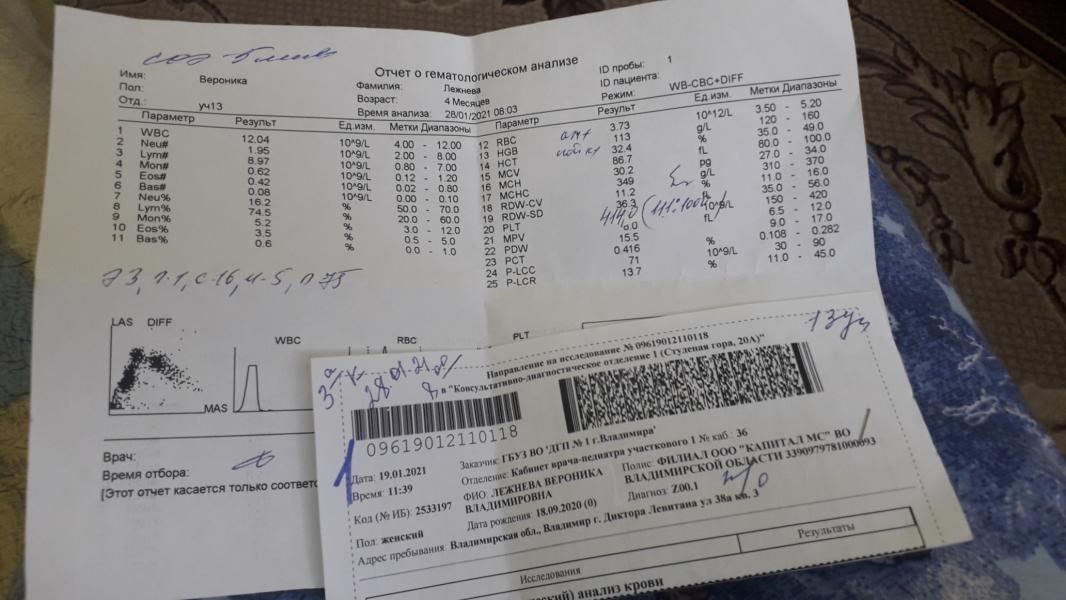 соэ-5мм/ч
Отчет о гематологическом анализе
Имя: Вероника Фамилия: Лежнева ID пробы: 1
Пол: Возраст: 4 Месяцев ID пациента:
Отд.: уч13 Время анализа: 28/01/2021 08:03 Режим: WB-CBC+DIFF
Параметр Результат Ед.изм. Метки Диапазоны
1 WBC 12.04 10^9/L 4.00 - 12.00
2 Neu# 1.95 10^9/L 2.00 - 8.00
3 Lym# 8.97 10^9/L 0.80 - 7.00
4 Mon# 0.62 10^9/L 0.12 - 1.20
5 Eos# 0.42 10^9/L 0.02 - 0.80
6 Bas# 0.08 10^9/L 0.00 - 0.10
7 Neu% 16.2 % 50.0 - 70.0
8 Lym% 74.5 % 20.0 - 60.0
9 Mon% 5.2 % 3.0 - 12.0
10 Eos% 3.5 % 0.5 - 5.0
11 Bas% 0.6 % 0.0 - 1.0
Параметр Результ Ед.изм. Метки Диапазоны
12 RBC 3.73 10^12/L 3.50 - 5.20
13 HGB 113 g/L 120 - 160
14 HCT 32.4 % 35.0 - 49.0
15 MCV 86.7 fL 80.0 - 100.0
16 MCH 30.2 pg 27.0 - 34.0
17 MCHC 349 g/L 310 - 370
18 RDW-CV 11.2 % 11.0 - 16.0
19 RDW-SD 36.3 fL 35.0 - 56.0
20 PLT 414,0 10^9/L 150 - 420
21 MPV fL 6.5 - 12.0
22 PDW 15.5 9.0 - 17.0
23 PCT 0.416 % 0.108 - 0.282
24 P-LCC 71 10^9/L 30 - 90
25 P-LCR 13.7 % 11.0 - 45.0
э3, п-1, с-16, м-5, л75
LAS DIFF
MAS
WBC
RBC
PLT
Врач:
Время отбора:
[Этот отчет касается только соответс
13 уч
28.01.21
Направление на исследование № 09619012110118
в "Консультативно-диагностическое отделение 1 (Студеная гора, 20А)"
09619012110118
Дата: 19.01.2021
Время: 11:39
Код (№ ИБ): 2533197
Пол: женский
Заказчик: ГБУЗ ВО 'ДГП № 1 г.Владимира'
Отделение: Кабинет врача-педиатра участкового 1 № каб.: 36
ФИО: ЛЕЖНЕВА ВЕРОНИКА
ВЛАДИМИРОВНА
Дата рождения: 18.09.2020 (0)
Полис: ФИЛИАЛ ООО "КАПИТАЛ МС" ВО
ВЛАДИМИРСКОЙ ОБЛАСТИ 3390979781000093
Диагноз: Z00.1
Адрес пребывания: Владимирская обл., Владимир г. Диктора Левитана ул 38а кв. 3
Исследования
Результаты
ский) анализ крови